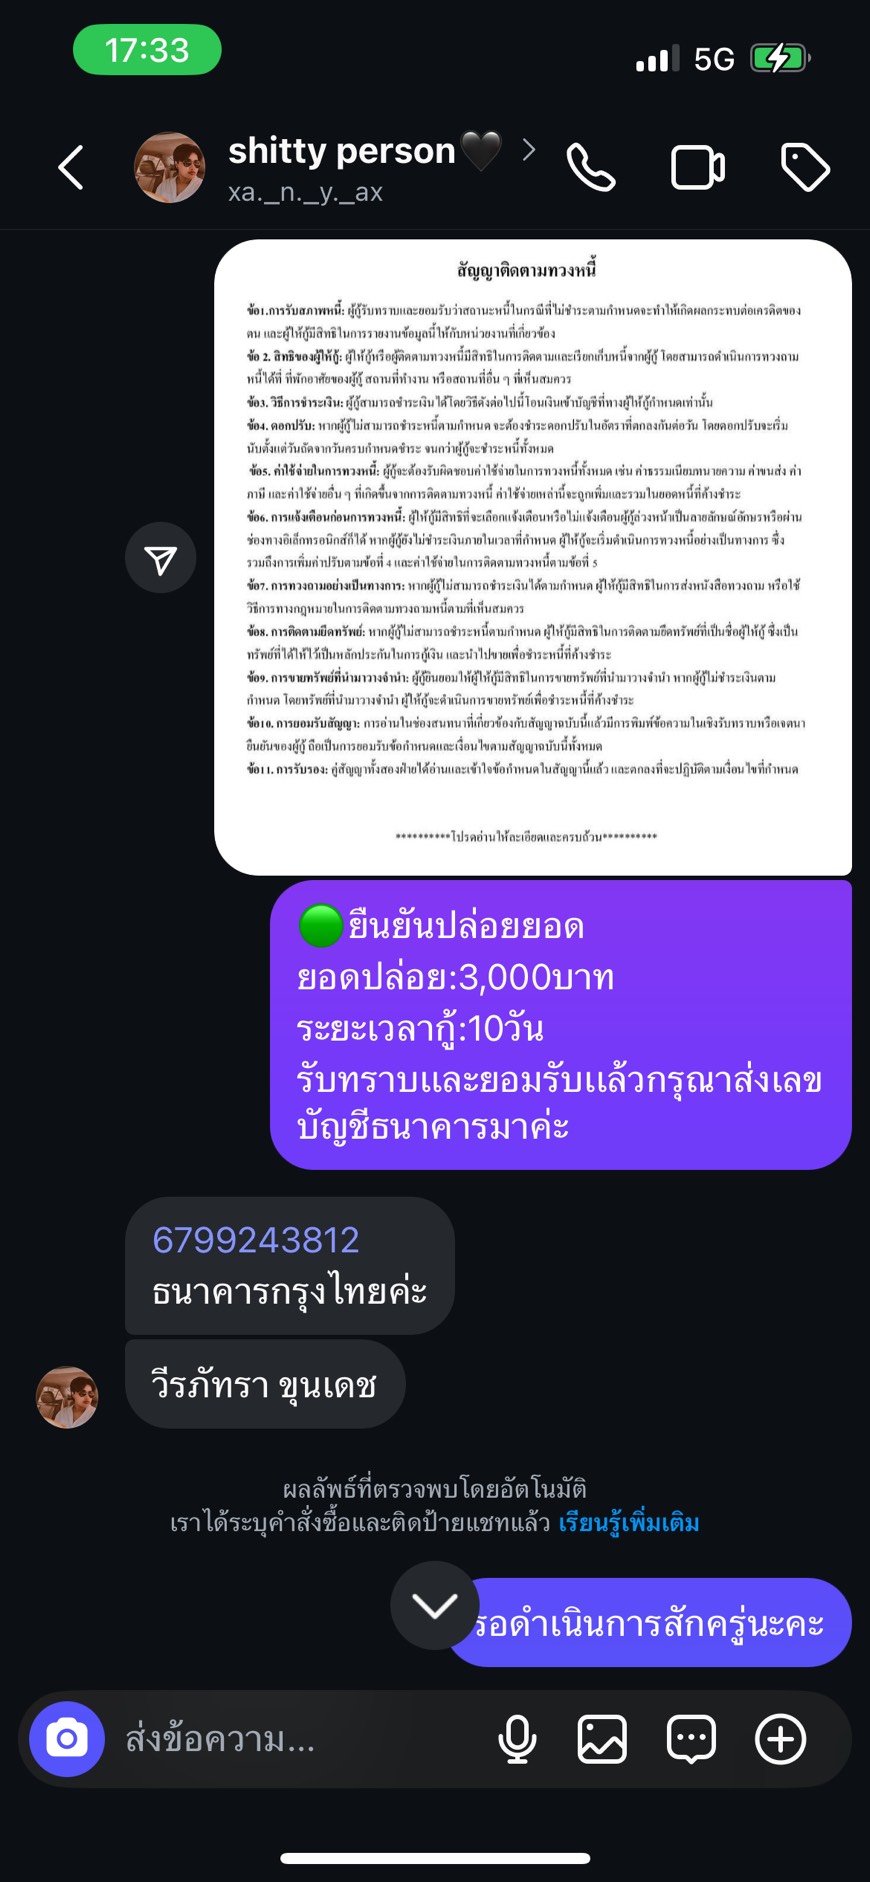 17:33
5G
shitty person🖤
xa._n._y._ax
สัญญาติดตามทวงหนี้
ข้อ1.การรับสภาพหนี้: ผู้กู้รับทราบและยอมรับว่าสถานะหนี้ในกรณีที่ไม่ชำระตามกำหนดจะทำให้เกิดผลกระทบต่อเครดิตของ
ตน และผู้ให้กู้มีสิทธิในการรายงานข้อมูลนี้ให้กับหน่วยงานที่เกี่ยวข้อง
ข้อ 2. สิทธิของผู้ให้กู้: ผู้ให้กู้หรือผู้ติดตามทวงหนี้มีสิทธิในการติดตามและเรียกเก็บหนี้จากผู้กู้ โดยสามารถดำเนินการทวงถาม
หนี้ได้ที่ ที่พักอาศัยของผู้กู้ สถานที่ทำงาน หรือสถานที่อื่น ๆ ที่เห็นสมควร
ข้อ3. วิธีการชำระเงิน: ผู้กู้สามารถชำระเงินได้โดยวิธีดังต่อไปนี้โอนเงินเข้าบัญชีที่ทางผู้ให้กู้กำหนดเท่านั้น
ข้อ4. ดอกปรับ: หากผู้กู้ไม่สามารถชำระหนี้ตามกำหนด จะต้องชำระดอกปรับในอัตราที่ตกลงกันต่อวัน โดยดอกปรับจะเริ่ม
นับตั้งแต่วันถัดจากวันครบกำหนดชำระ จนกว่าผู้กู้จะชำระหนี้ทั้งหมด
ข้อ5. ค่าใช้จ่ายในการทวงหนี้: ผู้กู้จะต้องรับผิดชอบค่าใช้จ่ายในการทวงหนี้ทั้งหมด เช่น ค่าธรรมเนียมทนายความ ค่าขนส่ง ค่า
ภาษี และค่าใช้จ่ายอื่น ๆ ที่เกิดขึ้นจากการติดตามทวงหนี้ ค่าใช้จ่ายเหล่านี้จะถูกเพิ่มและรวมในยอดหนี้ที่ค้างชำระ
ข้อ6. การแจ้งเตือนก่อนการทวงหนี้: ผู้ให้กู้มีสิทธิที่จะเลือกแจ้งเตือนหรือไม่แจ้งเตือนผู้กู้ล่วงหน้าเป็นลายลักษณ์อักษรหรือผ่าน
ช่องทางอิเล็กทรอนิกส์ก็ได้ หากผู้กู้ยังไม่ชำระเงินภายในเวลาที่กำหนด ผู้ให้กู้จะเริ่มดำเนินการทวงหนี้อย่างเป็นทางการ ซึ่ง
รวมถึงการเพิ่มค่าปรับตามข้อที่ 4 และค่าใช้จ่ายในการติดตามทวงหนี้ตามข้อที่ 5
ข้อ7. การทวงถามอย่างเป็นทางการ: หากผู้กู้ไม่สามารถชำระเงินได้ตามกำหนด ผู้ให้กู้มีสิทธิในการส่งหนังสือทวงถาม หรือใช้
วิธีการทางกฎหมายในการติดตามทวงถามหนี้ตามที่เห็นสมควร
ข้อ8. การติดตามยึดทรัพย์: หากผู้กู้ไม่สามารถชำระหนี้ตามกำหนด ผู้ให้กู้มีสิทธิในการติดตามยึดทรัพย์ที่เป็นชื่อผู้ให้กู้ ซึ่งเป็น
ทรัพย์ที่ได้ให้ไว้เป็นหลักประกันในการกู้เงิน และนำไปขายเพื่อชำระหนี้ที่ค้างชำระ
ข้อ9. การขายทรัพย์ที่นำมาวางจำนำ: ผู้กู้ยินยอมให้ผู้ให้กู้มีสิทธิในการขายทรัพย์ที่นำมาวางจำนำ หากผู้กู้ไม่ชำระเงินตาม
กำหนด โดยทรัพย์ที่นำมาวางจำนำ ผู้ให้กู้จะดำเนินการขายทรัพย์เพื่อชำระหนี้ที่ค้างชำระ
ข้อ10. การยอมรับสัญญา: การอ่านในช่องสนทนาที่เกี่ยวข้องกับสัญญาฉบับนี้แล้วมีการพิมพ์ข้อความในเชิงรับทราบหรือเจตนา
ยืนยันของผู้กู้ ถือเป็นการยอมรับข้อกำหนดและเงื่อนไขตามสัญญาฉบับนี้ทั้งหมด
ข้อ11. การรับรอง: คู่สัญญาทั้งสองฝ่ายได้อ่านและเข้าใจข้อกำหนดในสัญญานี้แล้ว และตกลงที่จะปฏิบัติตามเงื่อนไขที่กำหนด
**********โปรดอ่านให้ละเอียดและครบถ้วน**********
🟢ยืนยันปล่อยยอด
ยอดปล่อย:3,000บาท
ระยะเวลากู้:10วัน
รับทราบและยอมรับแล้วกรุณาส่งเลข
บัญชีธนาคารมาค่ะ
6799243812
ธนาคารกรุงไทยค่ะ
วีรภัทรา ขุนเดช
ผลลัพธ์ที่ตรวจพบโดยอัตโนมัติ
เราได้ระบุคำสั่งซื้อและติดป้ายแชทแล้ว เรียนรู้เพิ่มเติม
รอดำเนินการสักครู่นะคะ
ส่งข้อความ...